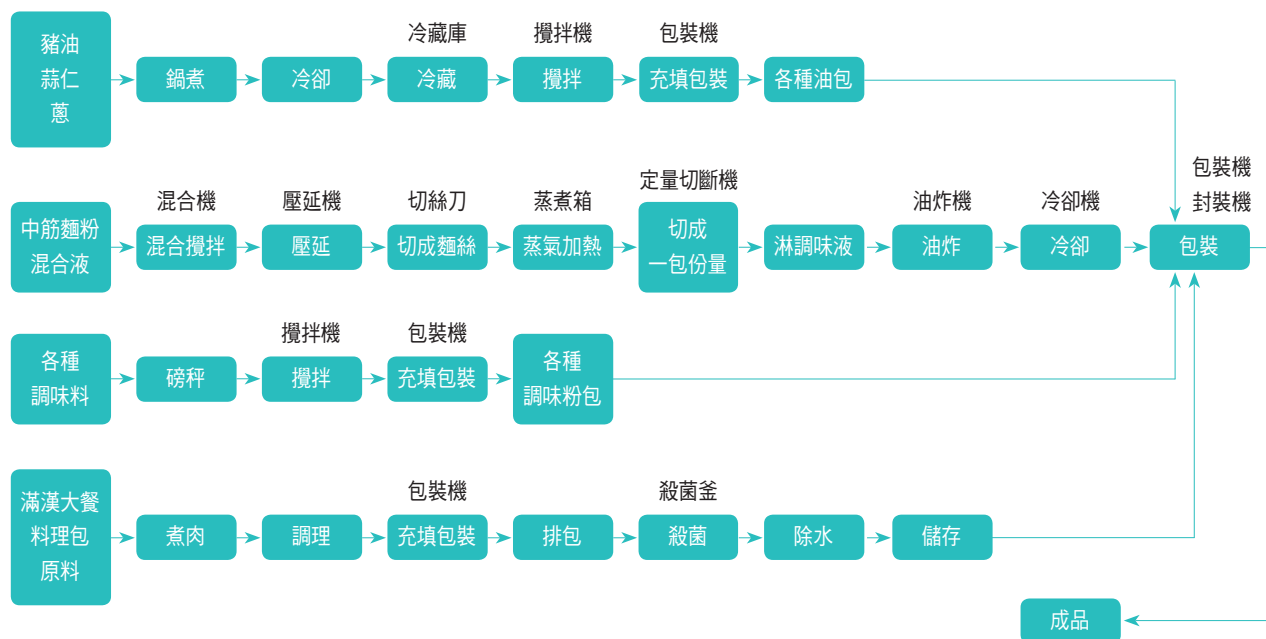 豬油
蒜仁
蔥
鍋煮
冷卻
冷藏庫
冷藏
攪拌機
攪拌
包裝機
充填包裝
各種油包
中筋麵粉
混合液
混合機
混合攪拌
壓延機
壓延
切絲刀
切成麵絲
蒸煮箱
蒸氣加熱
定量切斷機
切成
一包份量
淋調味液
油炸機
油炸
冷卻機
冷卻
包裝機
封裝機
包裝
各種
調味料
磅秤
攪拌機
攪拌
包裝機
充填包裝
各種
調味粉包
滿漢大餐
料理包
原料
煮肉
調理
包裝機
充填包裝
排包
殺菌釜
殺菌
除水
儲存
成品